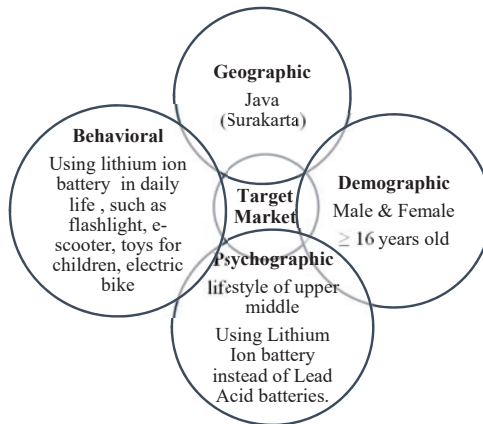 Geographic
Java
(Surakarta)
Behavioral
Using lithium ion
battery in daily
life , such as
flashlight, e-
scooter, toys for
children, electric
bike
Target
Market
Demographic
Male & Female
≥ 16 years old
Psychographic
lifestyle of upper
middle
Using Lithium
Ion battery
instead of Lead
Acid batteries.